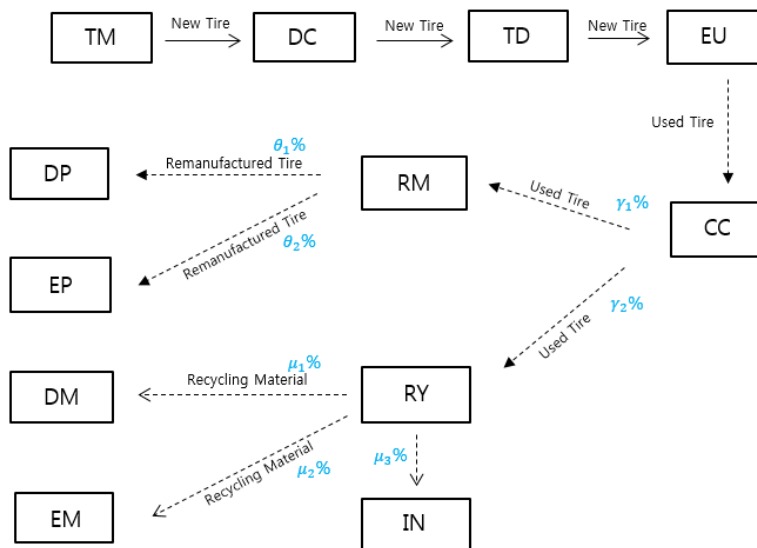 TM
New Tire
DC
New Tire
TD
New Tire
EU
Used Tire
θ₁%
Remanufactured Tire
DP
RM
Used Tire
γ₁%
CC
Remanufactured Tire
θ₂%
EP
γ₂%
Used Tire
μ₁%
Recycling Material
DM
RY
Recycling Material
μ₂%
μ₃%
EM
IN